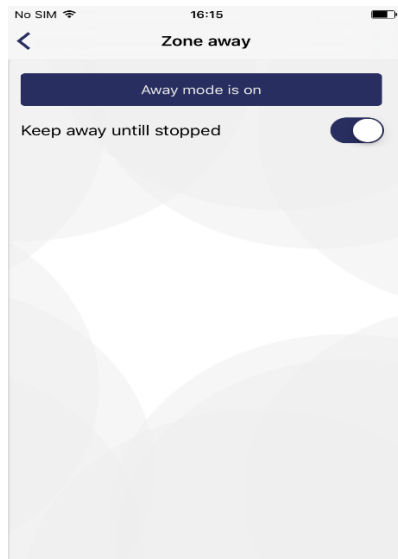 No SIM 16:15
Zone away
Away mode is on
Keep away untill stopped